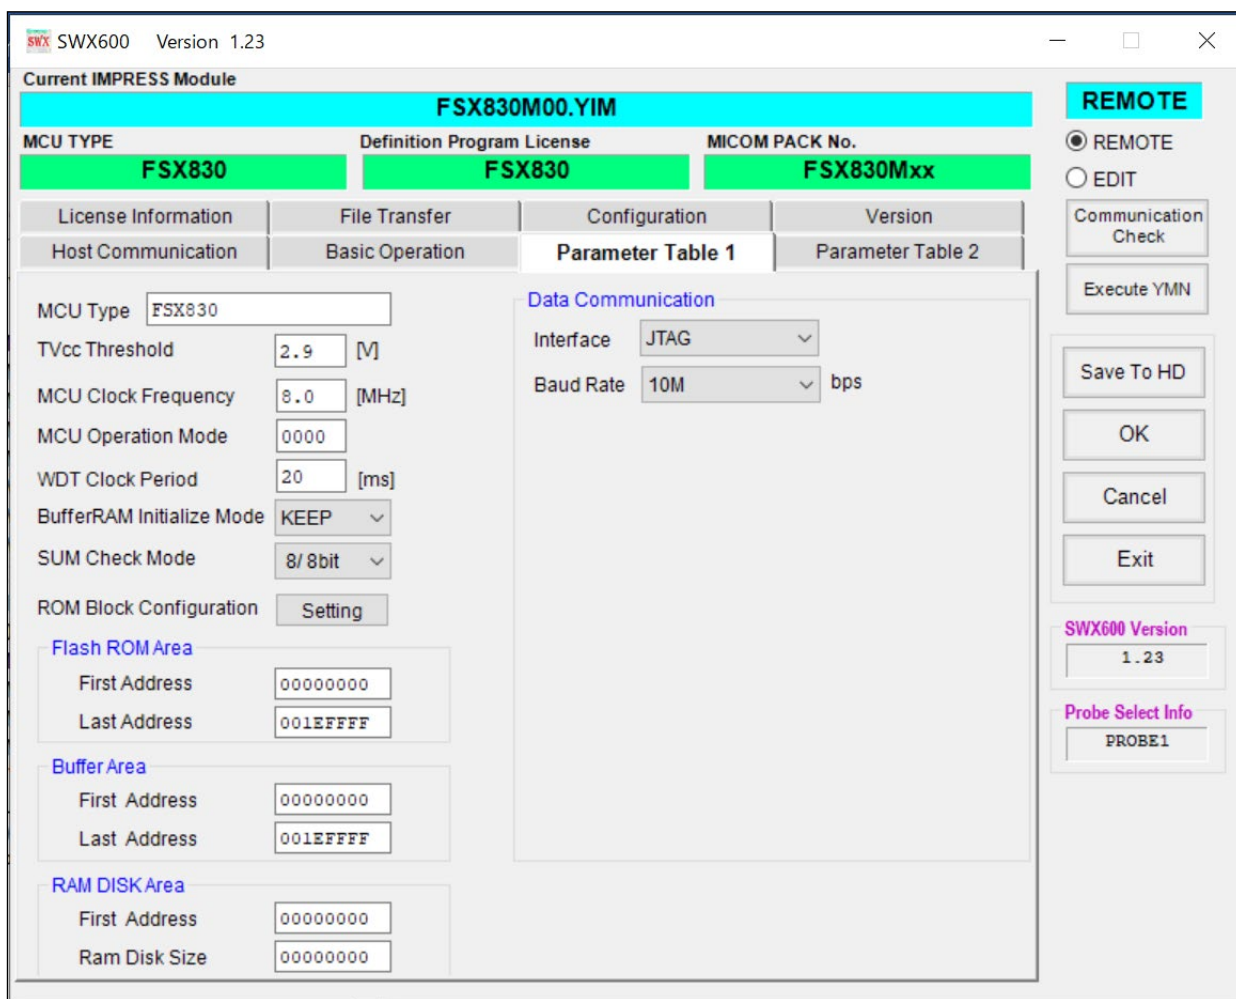 SWX SWX600 Version 1.23
Current IMPRESS Module
FSX830M00.YIM
MCU TYPE Definition Program License MICOM PACK No.
FSX830 FSX830 FSX830Mxx
License Information File Transfer Configuration Version
Host Communication Basic Operation Parameter Table 1 Parameter Table 2
MCU Type FSX830
TVcc Threshold 2.9 [V]
MCU Clock Frequency 8.0 [MHz]
MCU Operation Mode 0000
WDT Clock Period 20 [ms]
BufferRAM Initialize Mode KEEP
SUM Check Mode 8/ 8bit
ROM Block Configuration Setting
Flash ROM Area
First Address 00000000
Last Address 001EFFFF
Buffer Area
First Address 00000000
Last Address 001EFFFF
RAM DISK Area
First Address 00000000
Ram Disk Size 00000000
Data Communication
Interface JTAG
Baud Rate 10M bps
REMOTE
REMOTE
EDIT
Communication
Check
Execute YMN
Save To HD
OK
Cancel
Exit
SWX600 Version
1.23
Probe Select Info
PROBE1